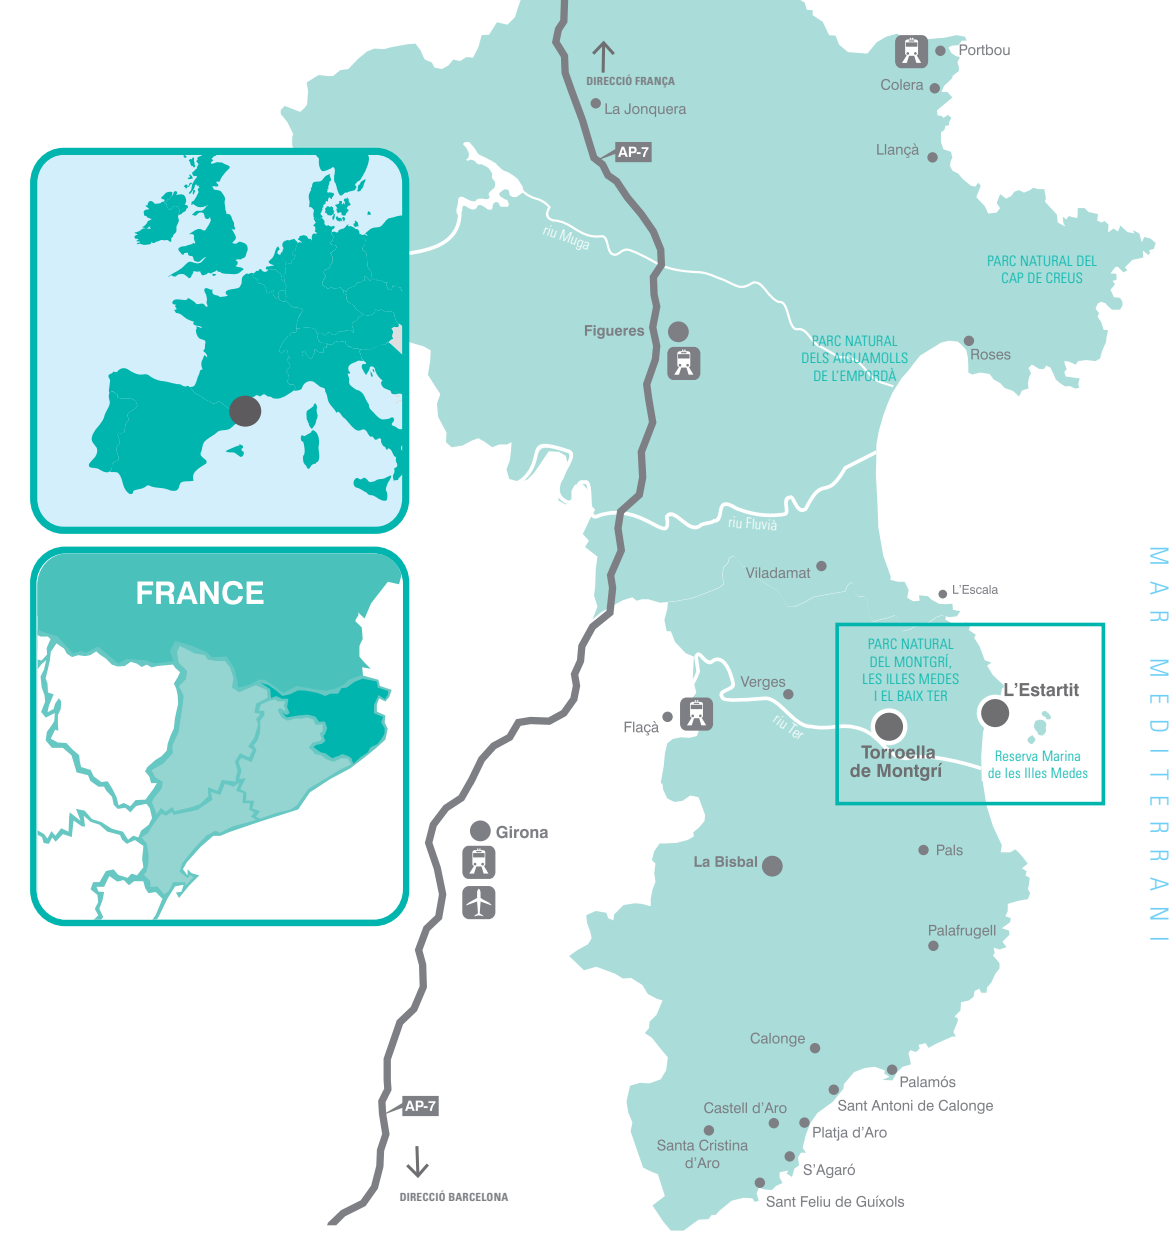 DIRECCIÓ FRANÇA
La Jonquera
AP-7
Portbou
Colera
Llançà
riu Muga
PARC NATURAL DEL
CAP DE CREUS
Figueres
PARC NATURAL
DELS AIGUAMOLLS
DE L'EMPORDÀ
Roses
riu Fluvià
Viladamat
L'Escala
FRANCE
PARC NATURAL
DEL MONTGRÍ,
LES ILLES MEDES
I EL BAIX TER
Verges
L'Estartit
Flaçà
riu Ter
Torroella
de Montgrí
Reserva Marina
de les Illes Medes
MAR MEDITERRANI
Girona
La Bisbal
Pals
Palafrugell
Calonge
Palamós
Sant Antoni de Calonge
Castell d'Aro
Platja d'Aro
Santa Cristina
d'Aro
S'Agaró
Sant Feliu de Guíxols
AP-7
DIRECCIÓ BARCELONA